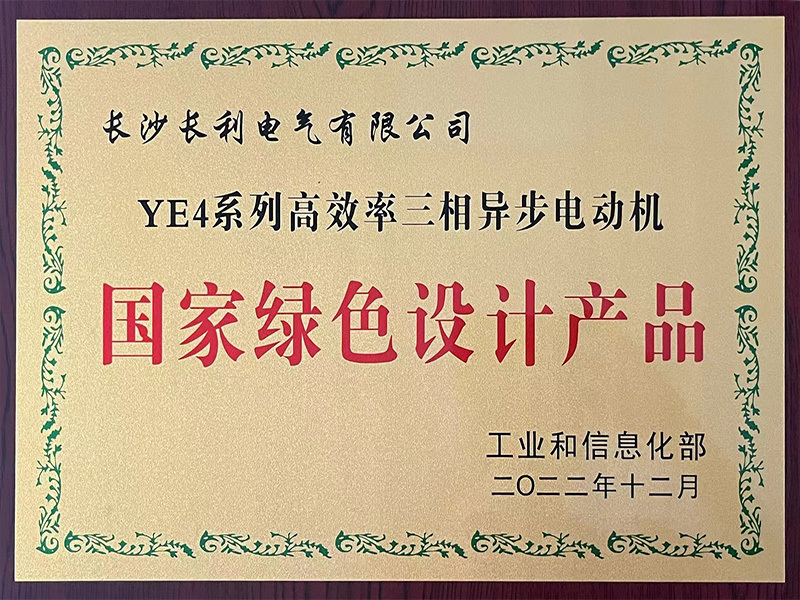 长沙长利电气有限公司
YE4系列高效率三相异步电动机
国家绿色设计产品
工业和信息化部
二〇二二年十二月